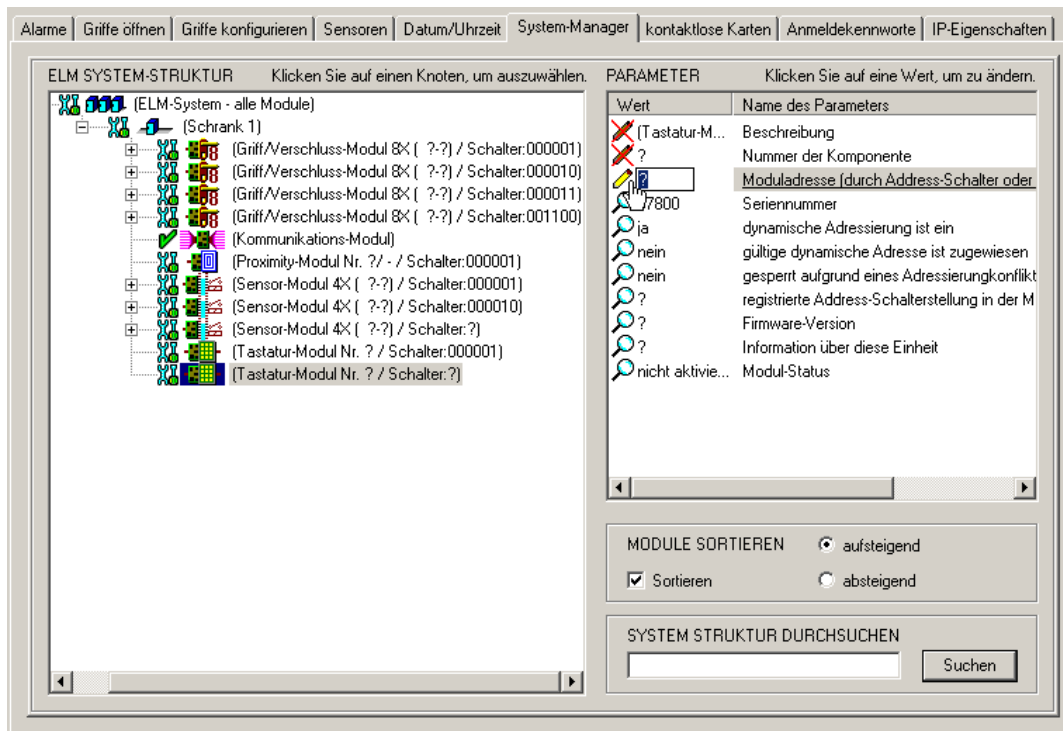 Alarme Griffe öffnen Griffe konfigurieren Sensoren Datum/Uhrzeit System-Manager kontaktlose Karten Anmeldekennworte IP-Eigenschaften
ELM SYSTEM-STRUKTUR Klicken Sie auf einen Knoten, um auszuwählen.
(ELM-System - alle Module)
(Schrank 1)
(Griff/Verschluss-Modul 8X ( ?-?) / Schalter:000001)
(Griff/Verschluss-Modul 8X ( ?-?) / Schalter:000010)
(Griff/Verschluss-Modul 8X ( ?-?) / Schalter:000011)
(Griff/Verschluss-Modul 8X ( ?-?) / Schalter:001100)
(Kommunikations-Modul)
(Proximity-Modul Nr. ?/ - / Schalter:000001)
(Sensor-Modul 4X ( ?-?) / Schalter:000001)
(Sensor-Modul 4X ( ?-?) / Schalter:000010)
(Sensor-Modul 4X ( ?-?) / Schalter:?)
(Tastatur-Modul Nr. ? / Schalter:000001)
(Tastatur-Modul Nr. ? / Schalter:?)
PARAMETER Klicken Sie auf eine Wert, um zu ändern.
Wert Name des Parameters
(Tastatur-M... Beschreibung
? Nummer der Komponente
? Moduladresse (durch Address-Schalter oder
7800 Seriennummer
ja dynamische Adressierung ist ein
nein gültige dynamische Adresse ist zugewiesen
nein gesperrt aufgrund eines Adressierungkonflikt
? registrierte Address-Schalterstellung in der M
? Firmware-Version
? Information über diese Einheit
nicht aktivie... Modul-Status
MODULE SORTIEREN aufsteigend
Sortieren absteigend
SYSTEM STRUKTUR DURCHSUCHEN
Suchen